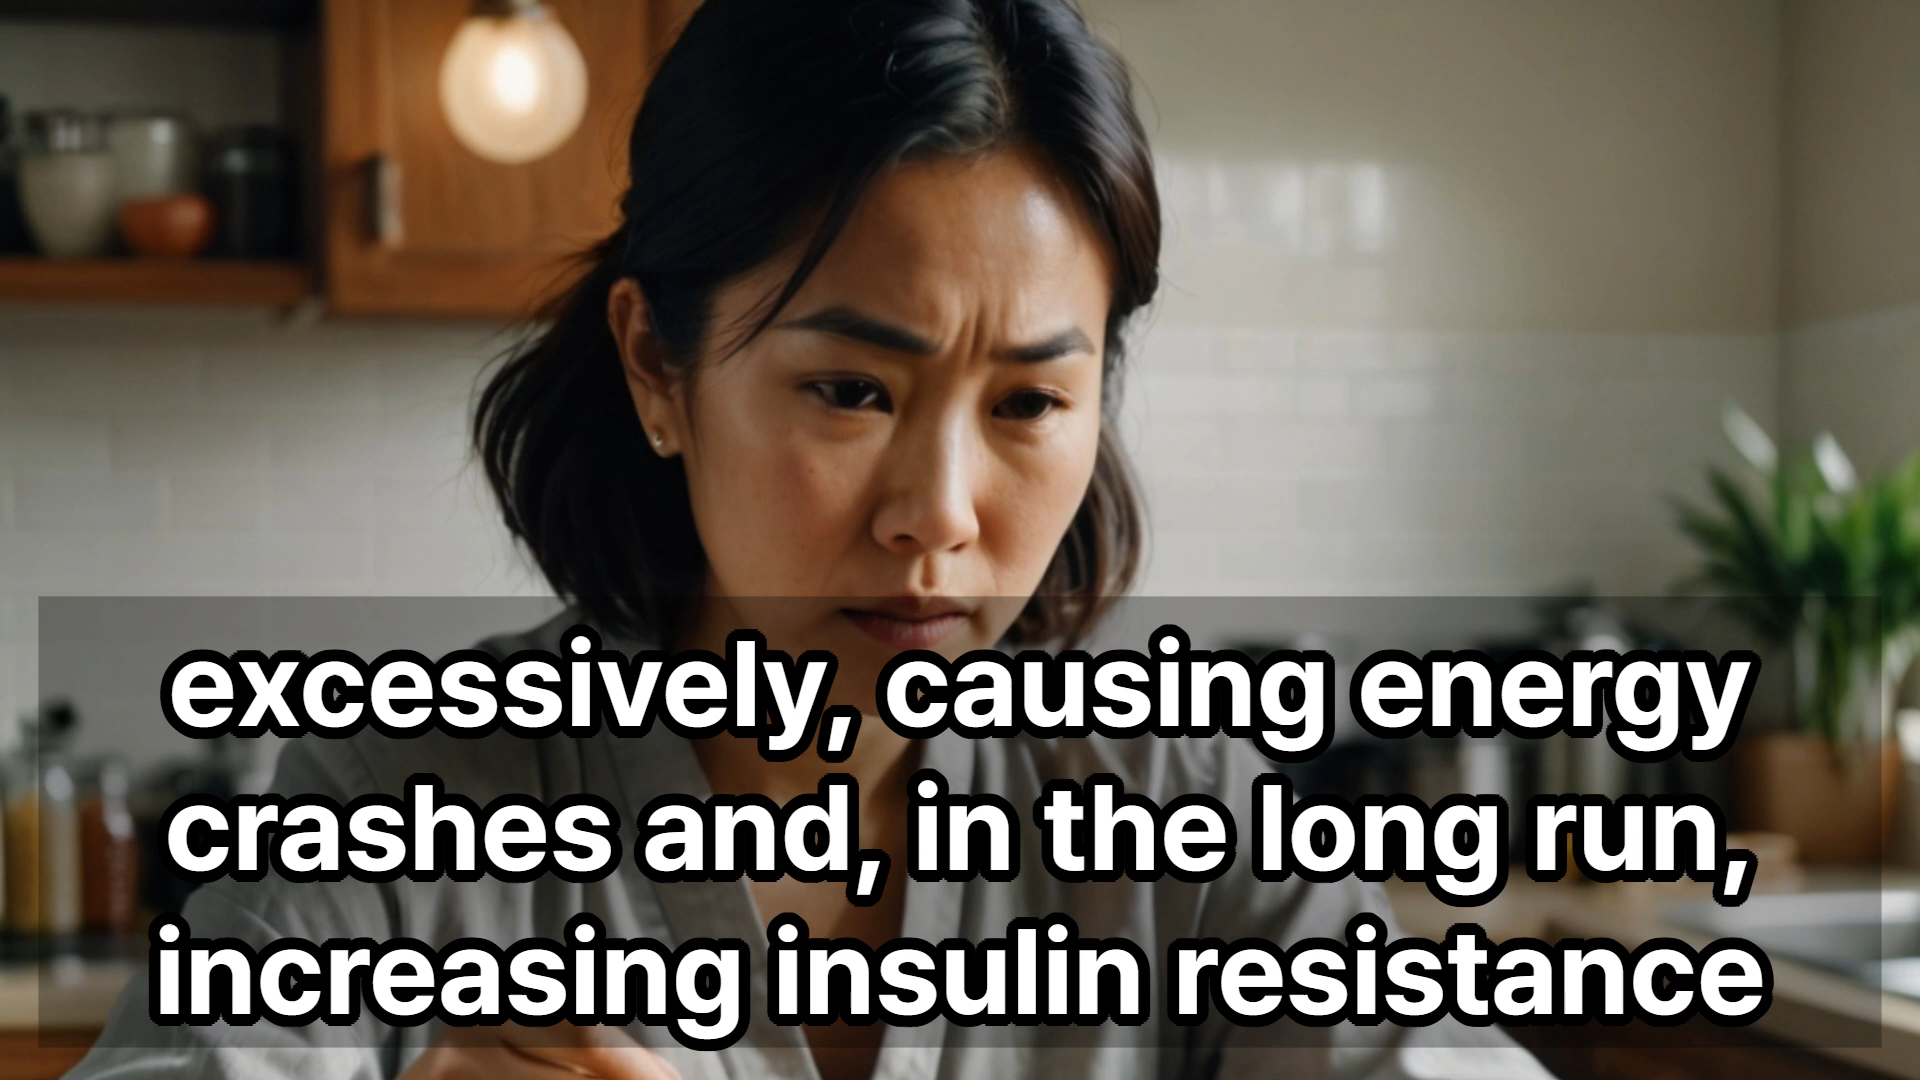 excessively, causing energy
crashes and, in the long run,
increasing insulin resistance